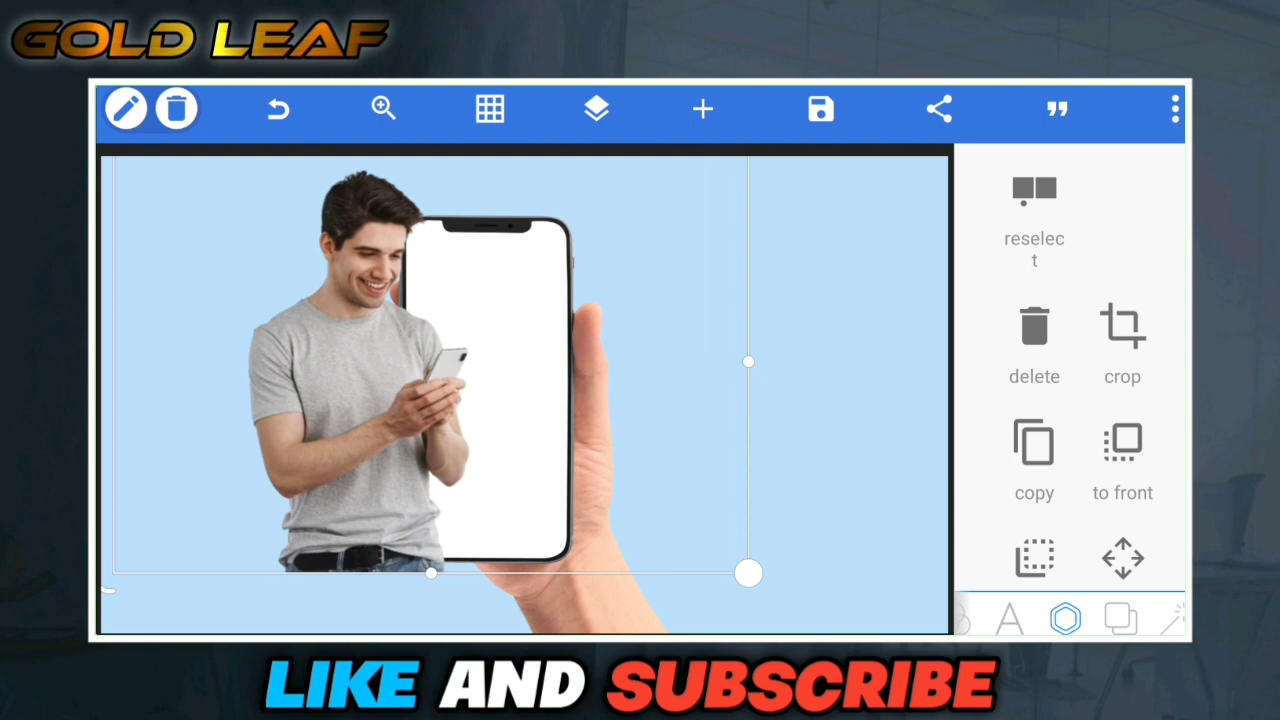 GOLD LEAF
reselec
t
delete
crop
copy
to front
A
LIKE AND SUBSCRIBE